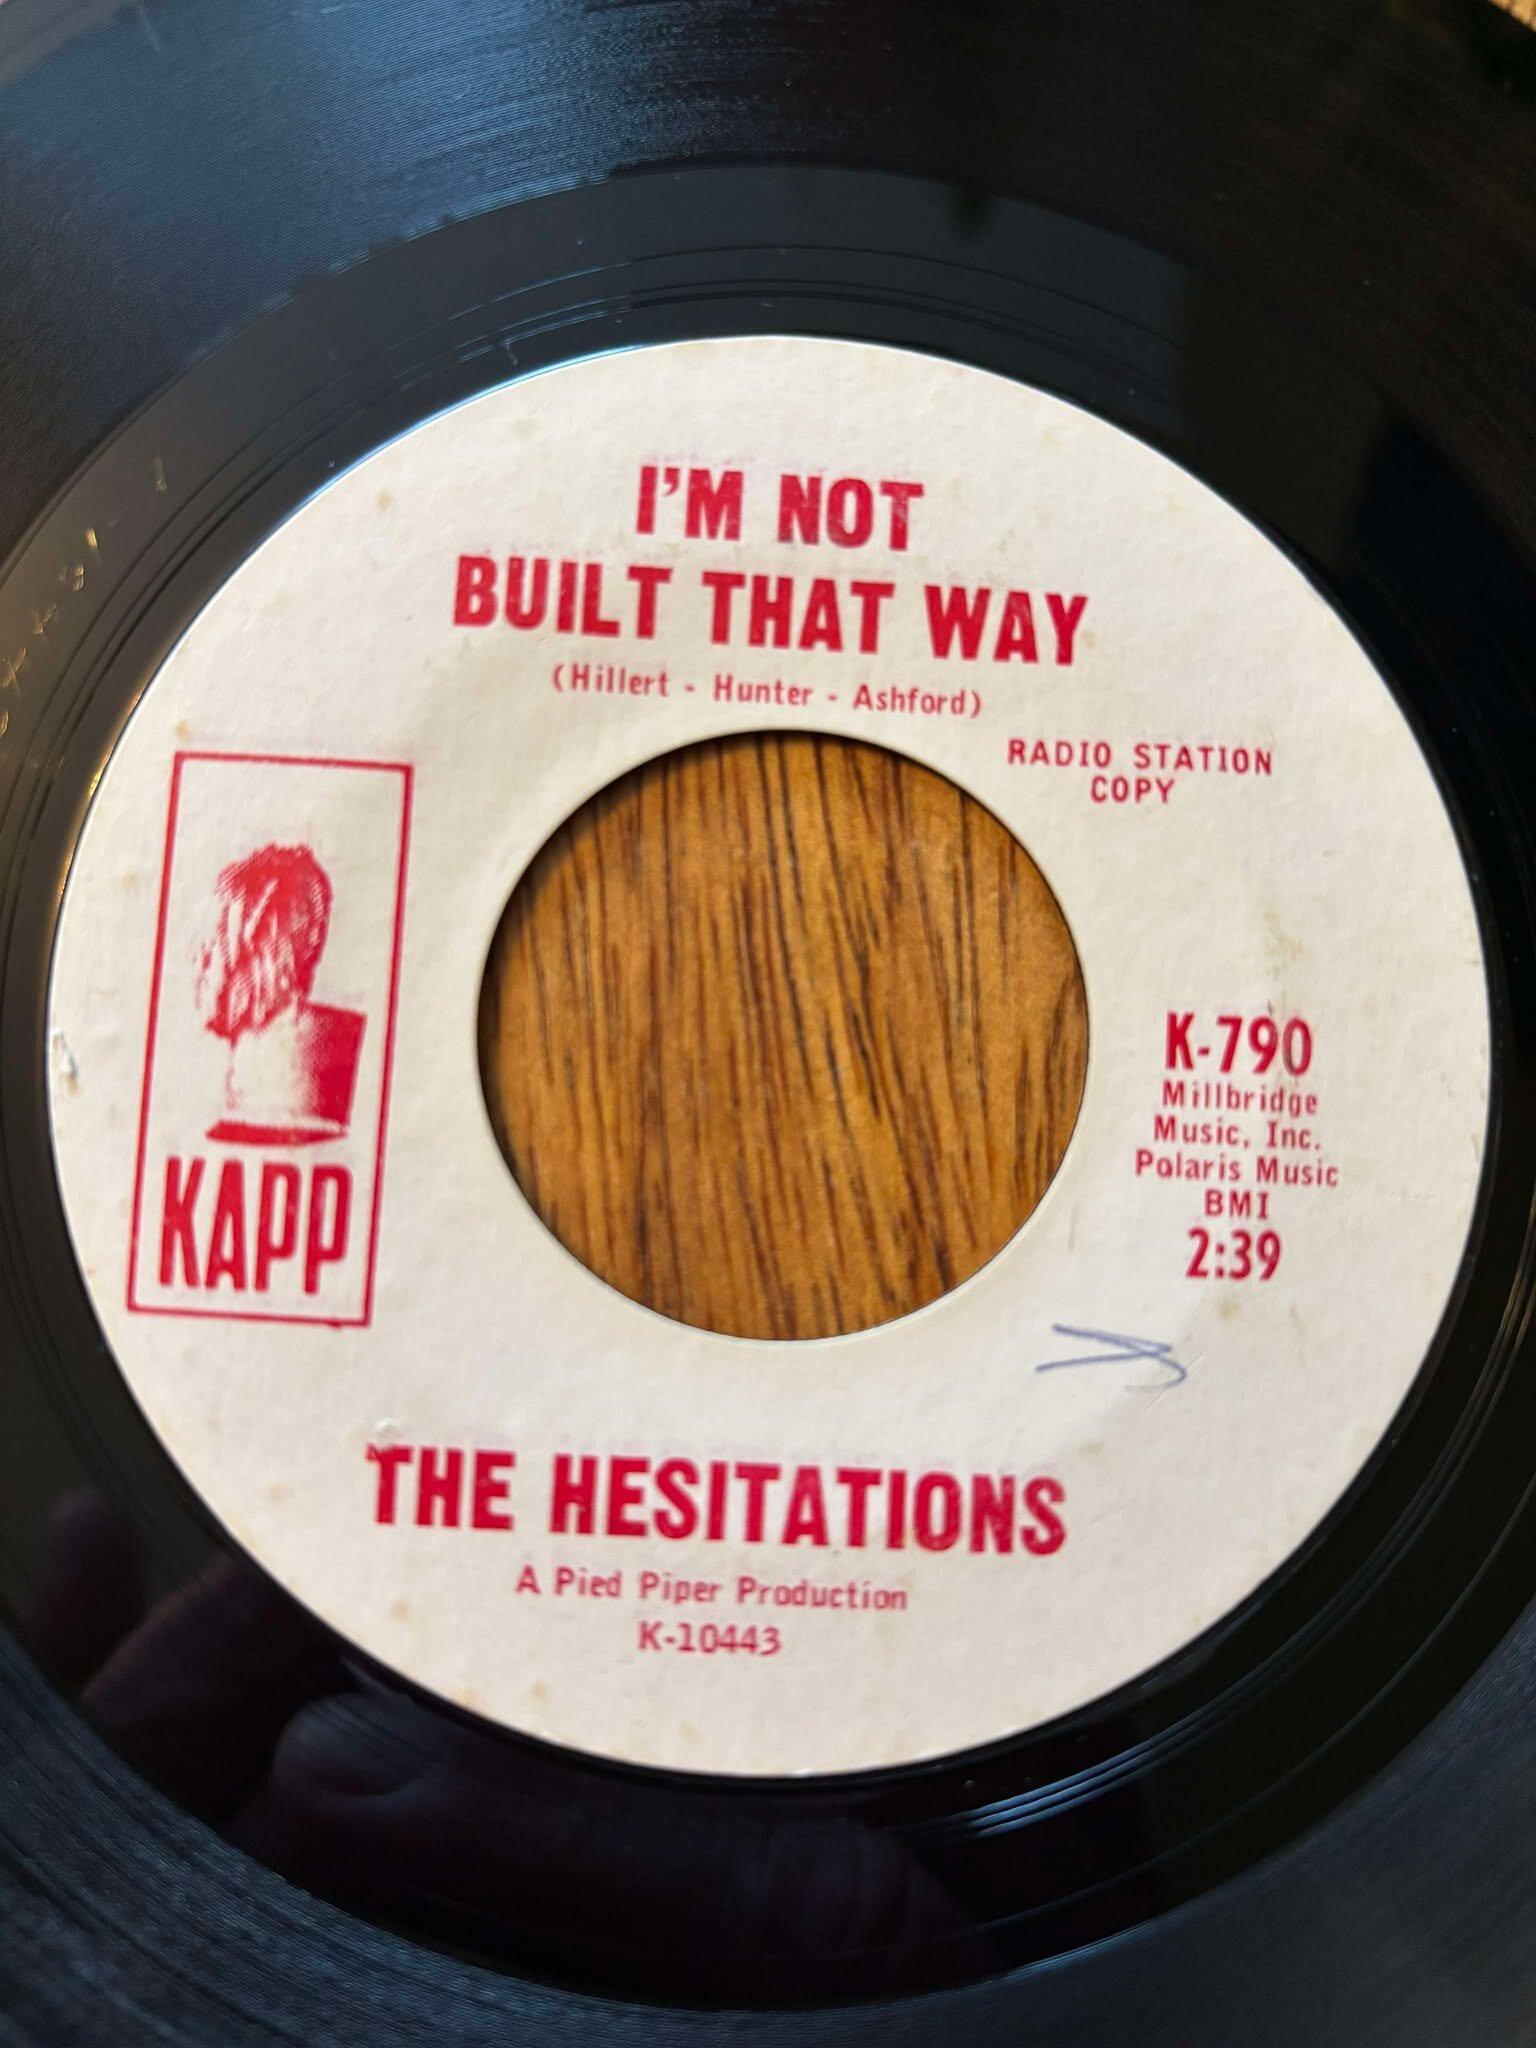 I'M NOT
BUILT THAT WAY
(Hillert - Hunter - Ashford)
RADIO STATION
COPY
K-790
Millbridge
Music, Inc.
Polaris Music
BMI
2:39
KAPP
THE HESITATIONS
A Pied Piper Production
K-10443